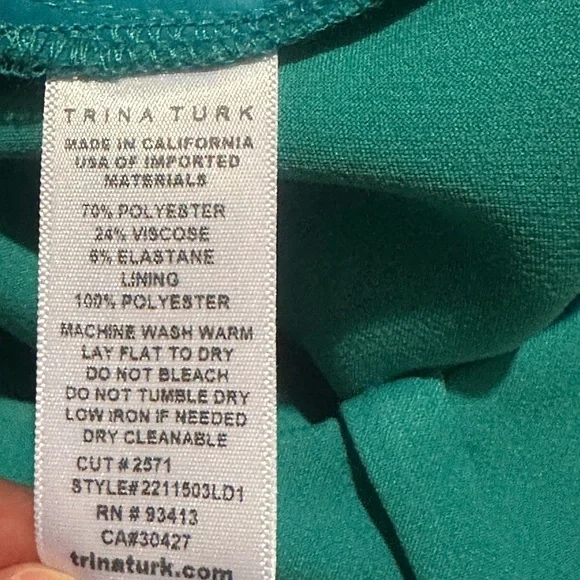 TRINA TURK
MADE IN CALIFORNIA
USA OF IMPORTED
MATERIALS
70% POLYESTER
24% VISCOSE
6% ELASTANE
LINING
100% POLYESTER
MACHINE WASH WARM
LAY FLAT TO DRY
DO NOT BLEACH
DO NOT TUMBLE DRY
LOW IRON IF NEEDED
DRY CLEANABLE
CUT # 2571
STYLE# 2211503LD1
RN # 93413
CA#30427
trinaturk.com